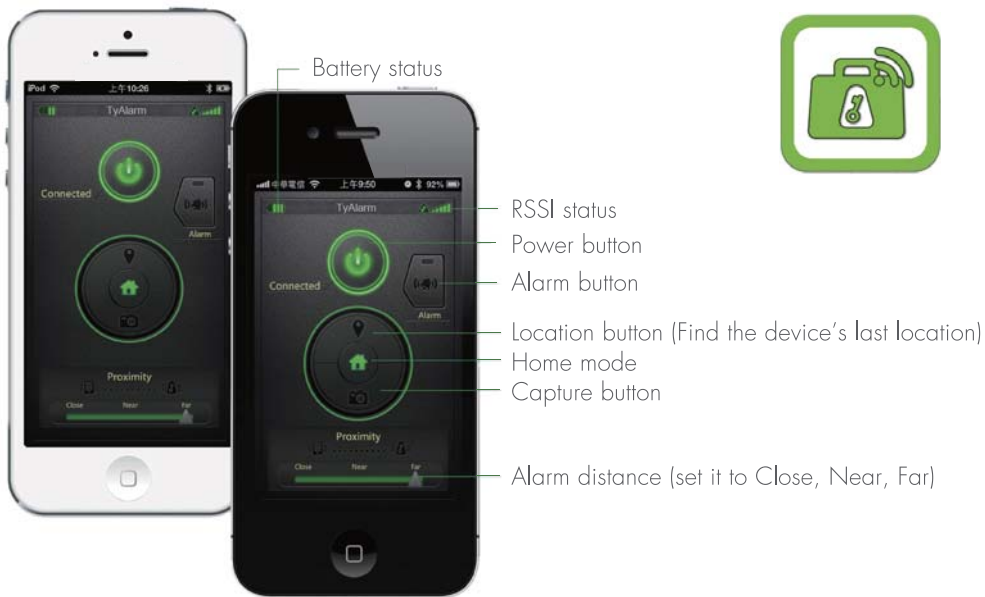 Battery status
iPod 上午10:26
TyAlarm
Connected
Alarm
Proximity
Close Near Far
中華電信 上午9:50 92%
TyAlarm
Connected
Alarm
Proximity
Close Near Far
RSSI status
Power button
Alarm button
Location button (Find the device's last location)
Home mode
Capture button
Alarm distance (set it to Close, Near, Far)